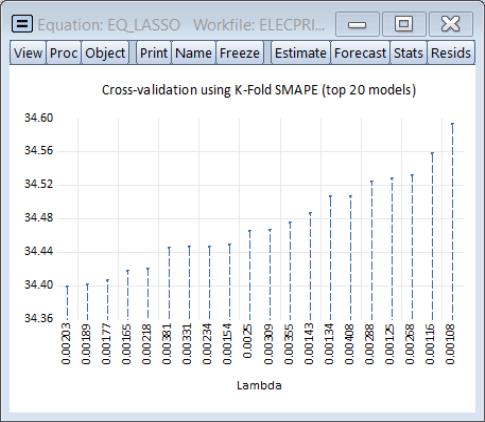 Equation: EQ_LASSO Workfile: ELECPRI...
View Proc Object Print Name Freeze Estimate Forecast Stats Resids
Cross-validation using K-Fold SMAPE (top 20 models)
34.60
34.56
34.52
34.48
34.44
34.40
34.36
0.00203 0.00189 0.00177 0.00165 0.00218 0.00381 0.00331 0.00234 0.00154 0.0025 0.00309 0.00355 0.00143 0.00134 0.00408 0.00288 0.00125 0.00268 0.00116 0.00108
Lambda